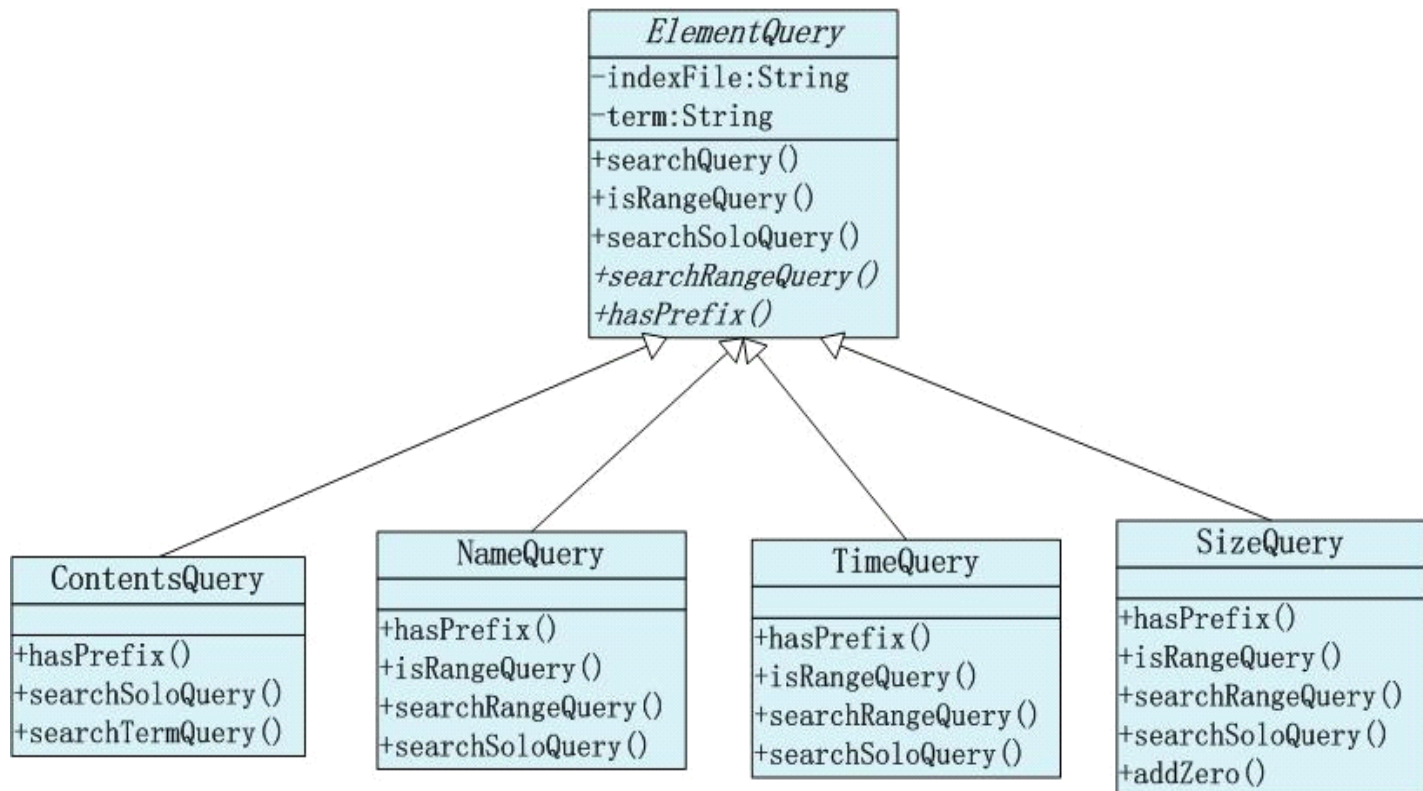 ElementQuery
-indexFile:String
-term:String
+searchQuery()
+isRangeQuery()
+searchSoloQuery()
+searchRangeQuery()
+hasPrefix()
ContentsQuery
+hasPrefix()
+searchSoloQuery()
+searchTermQuery()
NameQuery
+hasPrefix()
+isRangeQuery()
+searchRangeQuery()
+searchSoloQuery()
TimeQuery
+hasPrefix()
+isRangeQuery()
+searchRangeQuery()
+searchSoloQuery()
SizeQuery
+hasPrefix()
+isRangeQuery()
+searchRangeQuery()
+searchSoloQuery()
+addZero()